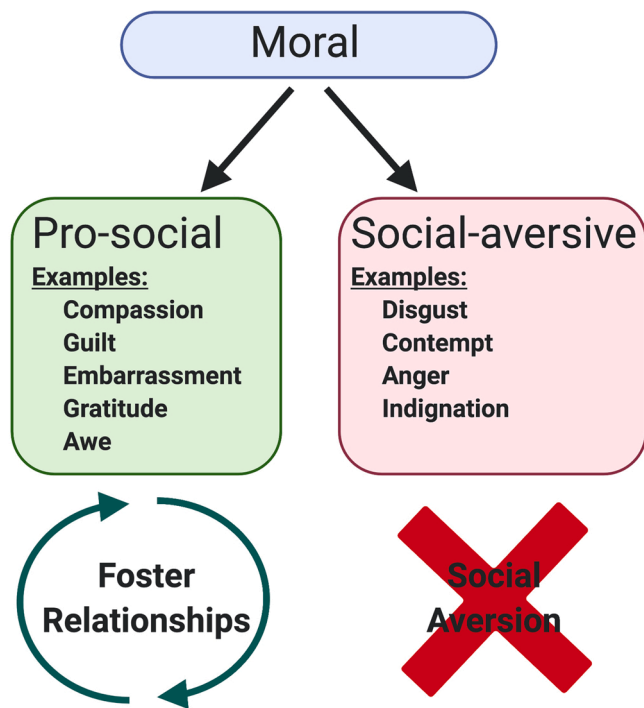 Moral
Pro-social
Examples:
Compassion
Guilt
Embarrassment
Gratitude
Awe
Social-aversive
Examples:
Disgust
Contempt
Anger
Indignation
Foster
Relationships
Social
Aversion